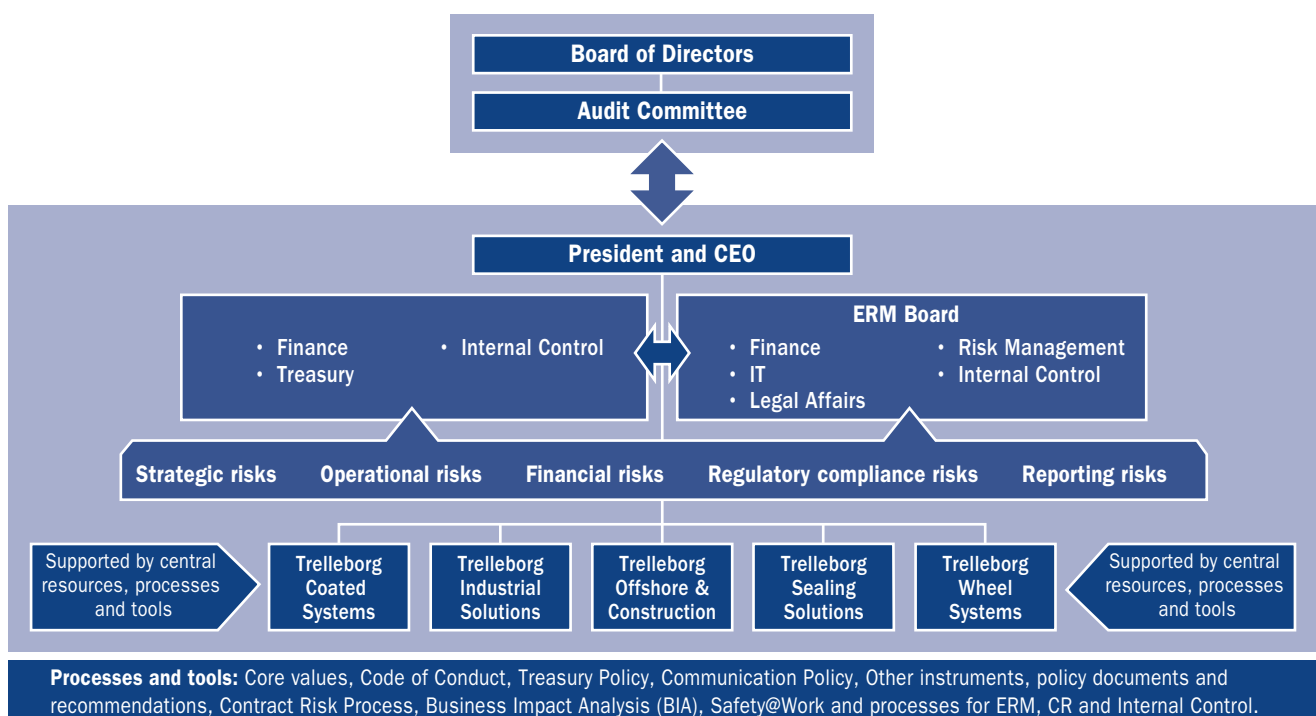 Board of Directors
Audit Committee
President and CEO
• Finance
• Treasury
• Internal Control
ERM Board
• Finance
• IT
• Legal Affairs
• Risk Management
• Internal Control
Strategic risks Operational risks Financial risks Regulatory compliance risks Reporting risks
Supported by central
resources, processes
and tools
Trelleborg
Coated
Systems
Trelleborg
Industrial
Solutions
Trelleborg
Offshore &
Construction
Trelleborg
Sealing
Solutions
Trelleborg
Wheel
Systems
Supported by central
resources, processes
and tools
Processes and tools: Core values, Code of Conduct, Treasury Policy, Communication Policy, Other instruments, policy documents and
recommendations, Contract Risk Process, Business Impact Analysis (BIA), Safety@Work and processes for ERM, CR and Internal Control.